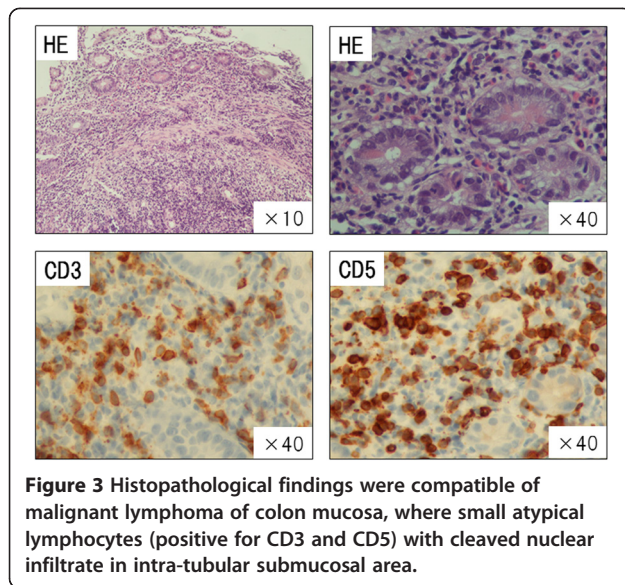 HE
HE
×10
×40
CD3
CD5
×40
×40
Figure 3 Histopathological findings were compatible of
malignant lymphoma of colon mucosa, where small atypical
lymphocytes (positive for CD3 and CD5) with cleaved nuclear
infiltrate in intra-tubular submucosal area.